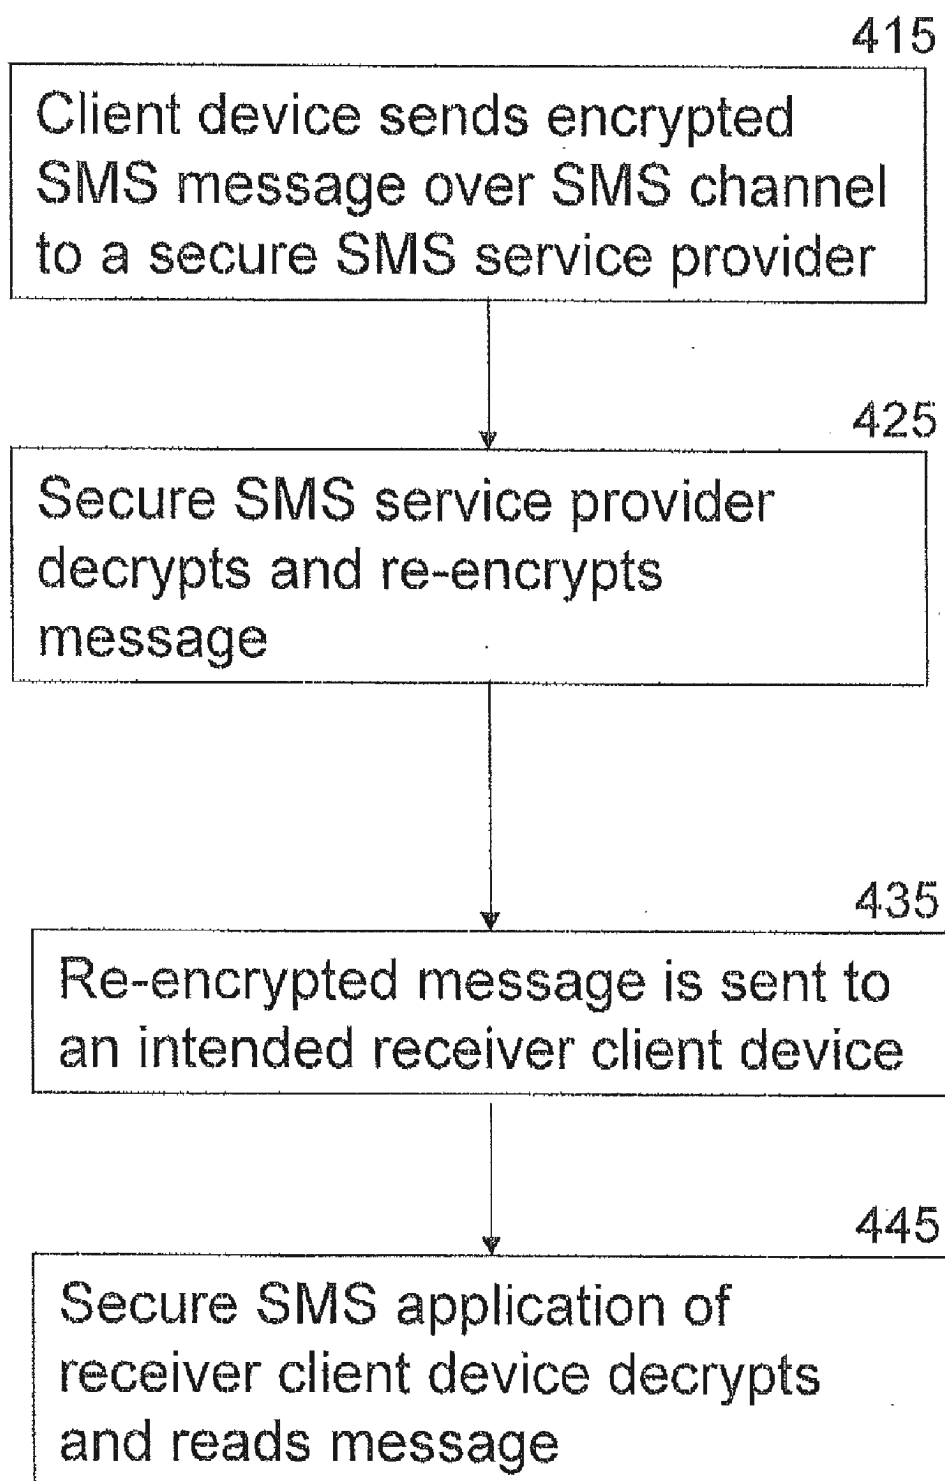 415
Client device sends encrypted
SMS message over SMS channel
to a secure SMS service provider
425
Secure SMS service provider
decrypts and re-encrypts
message
435
Re-encrypted message is sent to
an intended receiver client device
445
Secure SMS application of
receiver client device decrypts
and reads message